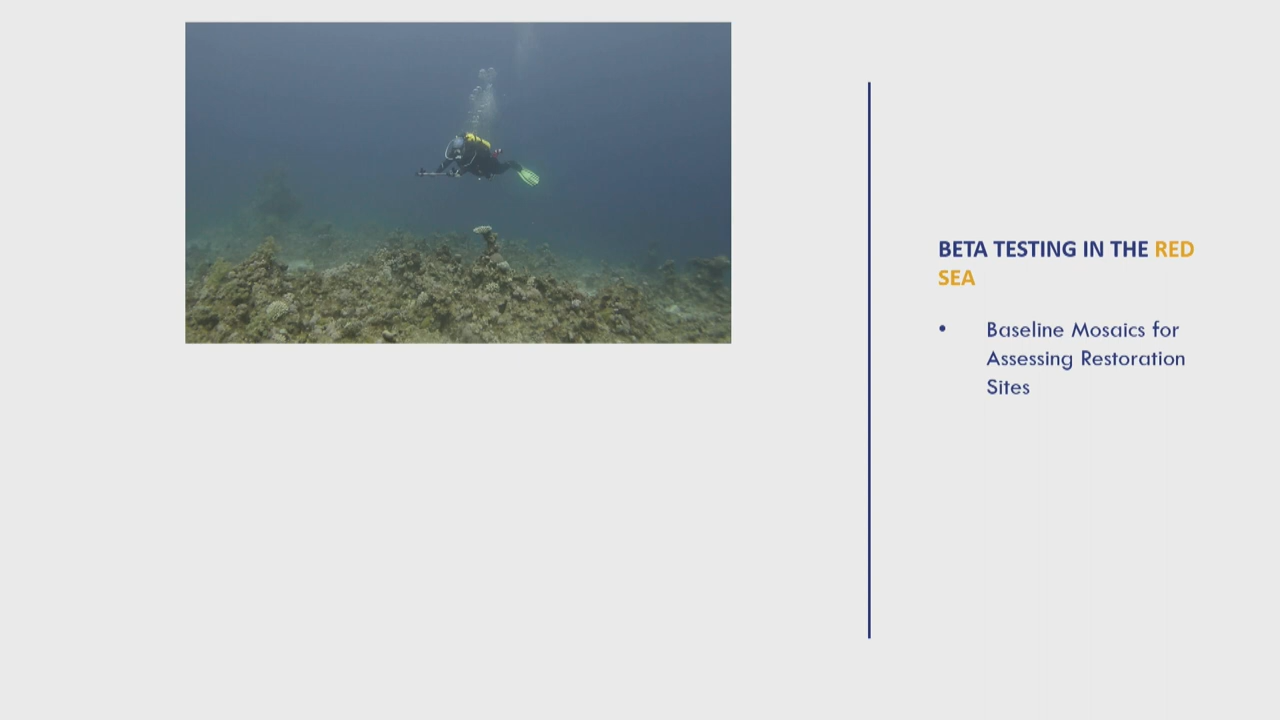 BETA TESTING IN THE RED
SEA
• Baseline Mosaics for
Assessing Restoration
Sites